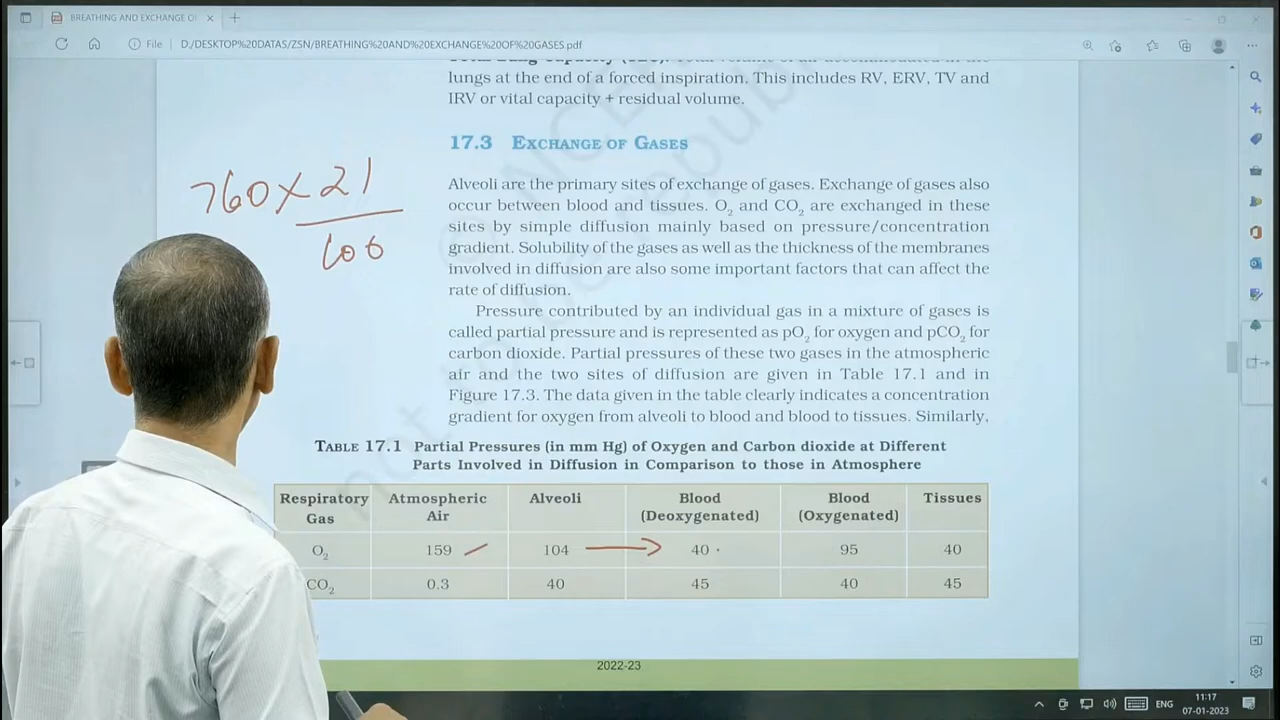 BREATHING AND EXCHANGE O
File D:/DESKTOP%20DATAS/ZSN/BREATHING%20AND%20EXCHANGE%20OF%20GASES.pdf
lungs at the end of a forced inspiration. This includes RV, ERV, TV and
IRV or vital capacity + residual volume.
17.3 EXCHANGE OF GASES
760 × 21
100
Alveoli are the primary sites of exchange of gases. Exchange of gases also
occur between blood and tissues. O₂ and CO₂ are exchanged in these
sites by simple diffusion mainly based on pressure/concentration
gradient. Solubility of the gases as well as the thickness of the membranes
involved in diffusion are also some important factors that can affect the
rate of diffusion.
Pressure contributed by an individual gas in a mixture of gases is
called partial pressure and is represented as pO₂ for oxygen and pCO₂ for
carbon dioxide. Partial pressures of these two gases in the atmospheric
air and the two sites of diffusion are given in Table 17.1 and in
Figure 17.3. The data given in the table clearly indicates a concentration
gradient for oxygen from alveoli to blood and blood to tissues. Similarly,
TABLE 17.1 Partial Pressures (in mm Hg) of Oxygen and Carbon dioxide at Different
Parts Involved in Diffusion in Comparison to those in Atmosphere
Respiratory Gas Atmospheric Air Alveoli Blood (Deoxygenated) Blood (Oxygenated) Tissues
O₂ 159 104 40 95 40
CO₂ 0.3 40 45 40 45
2022-23
ENG 11:17
07-01-2023